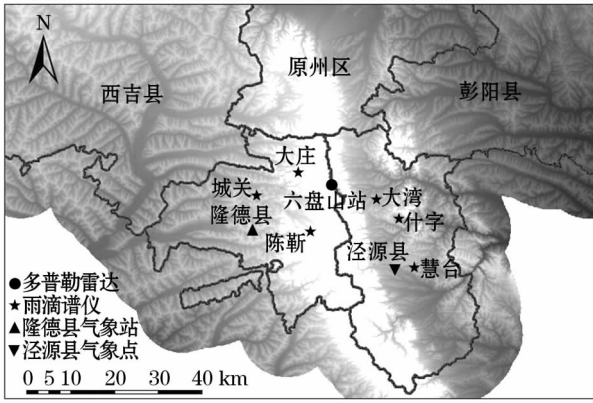 N
原州区
西吉县
彭阳县
大庄
城关
六盘山站
大湾
隆德县
什字
陈靳
泾源县
慧台
多普勒雷达
雨滴谱仪
隆德县气象站
泾源县气象点
0 5 10 20 30 40 km